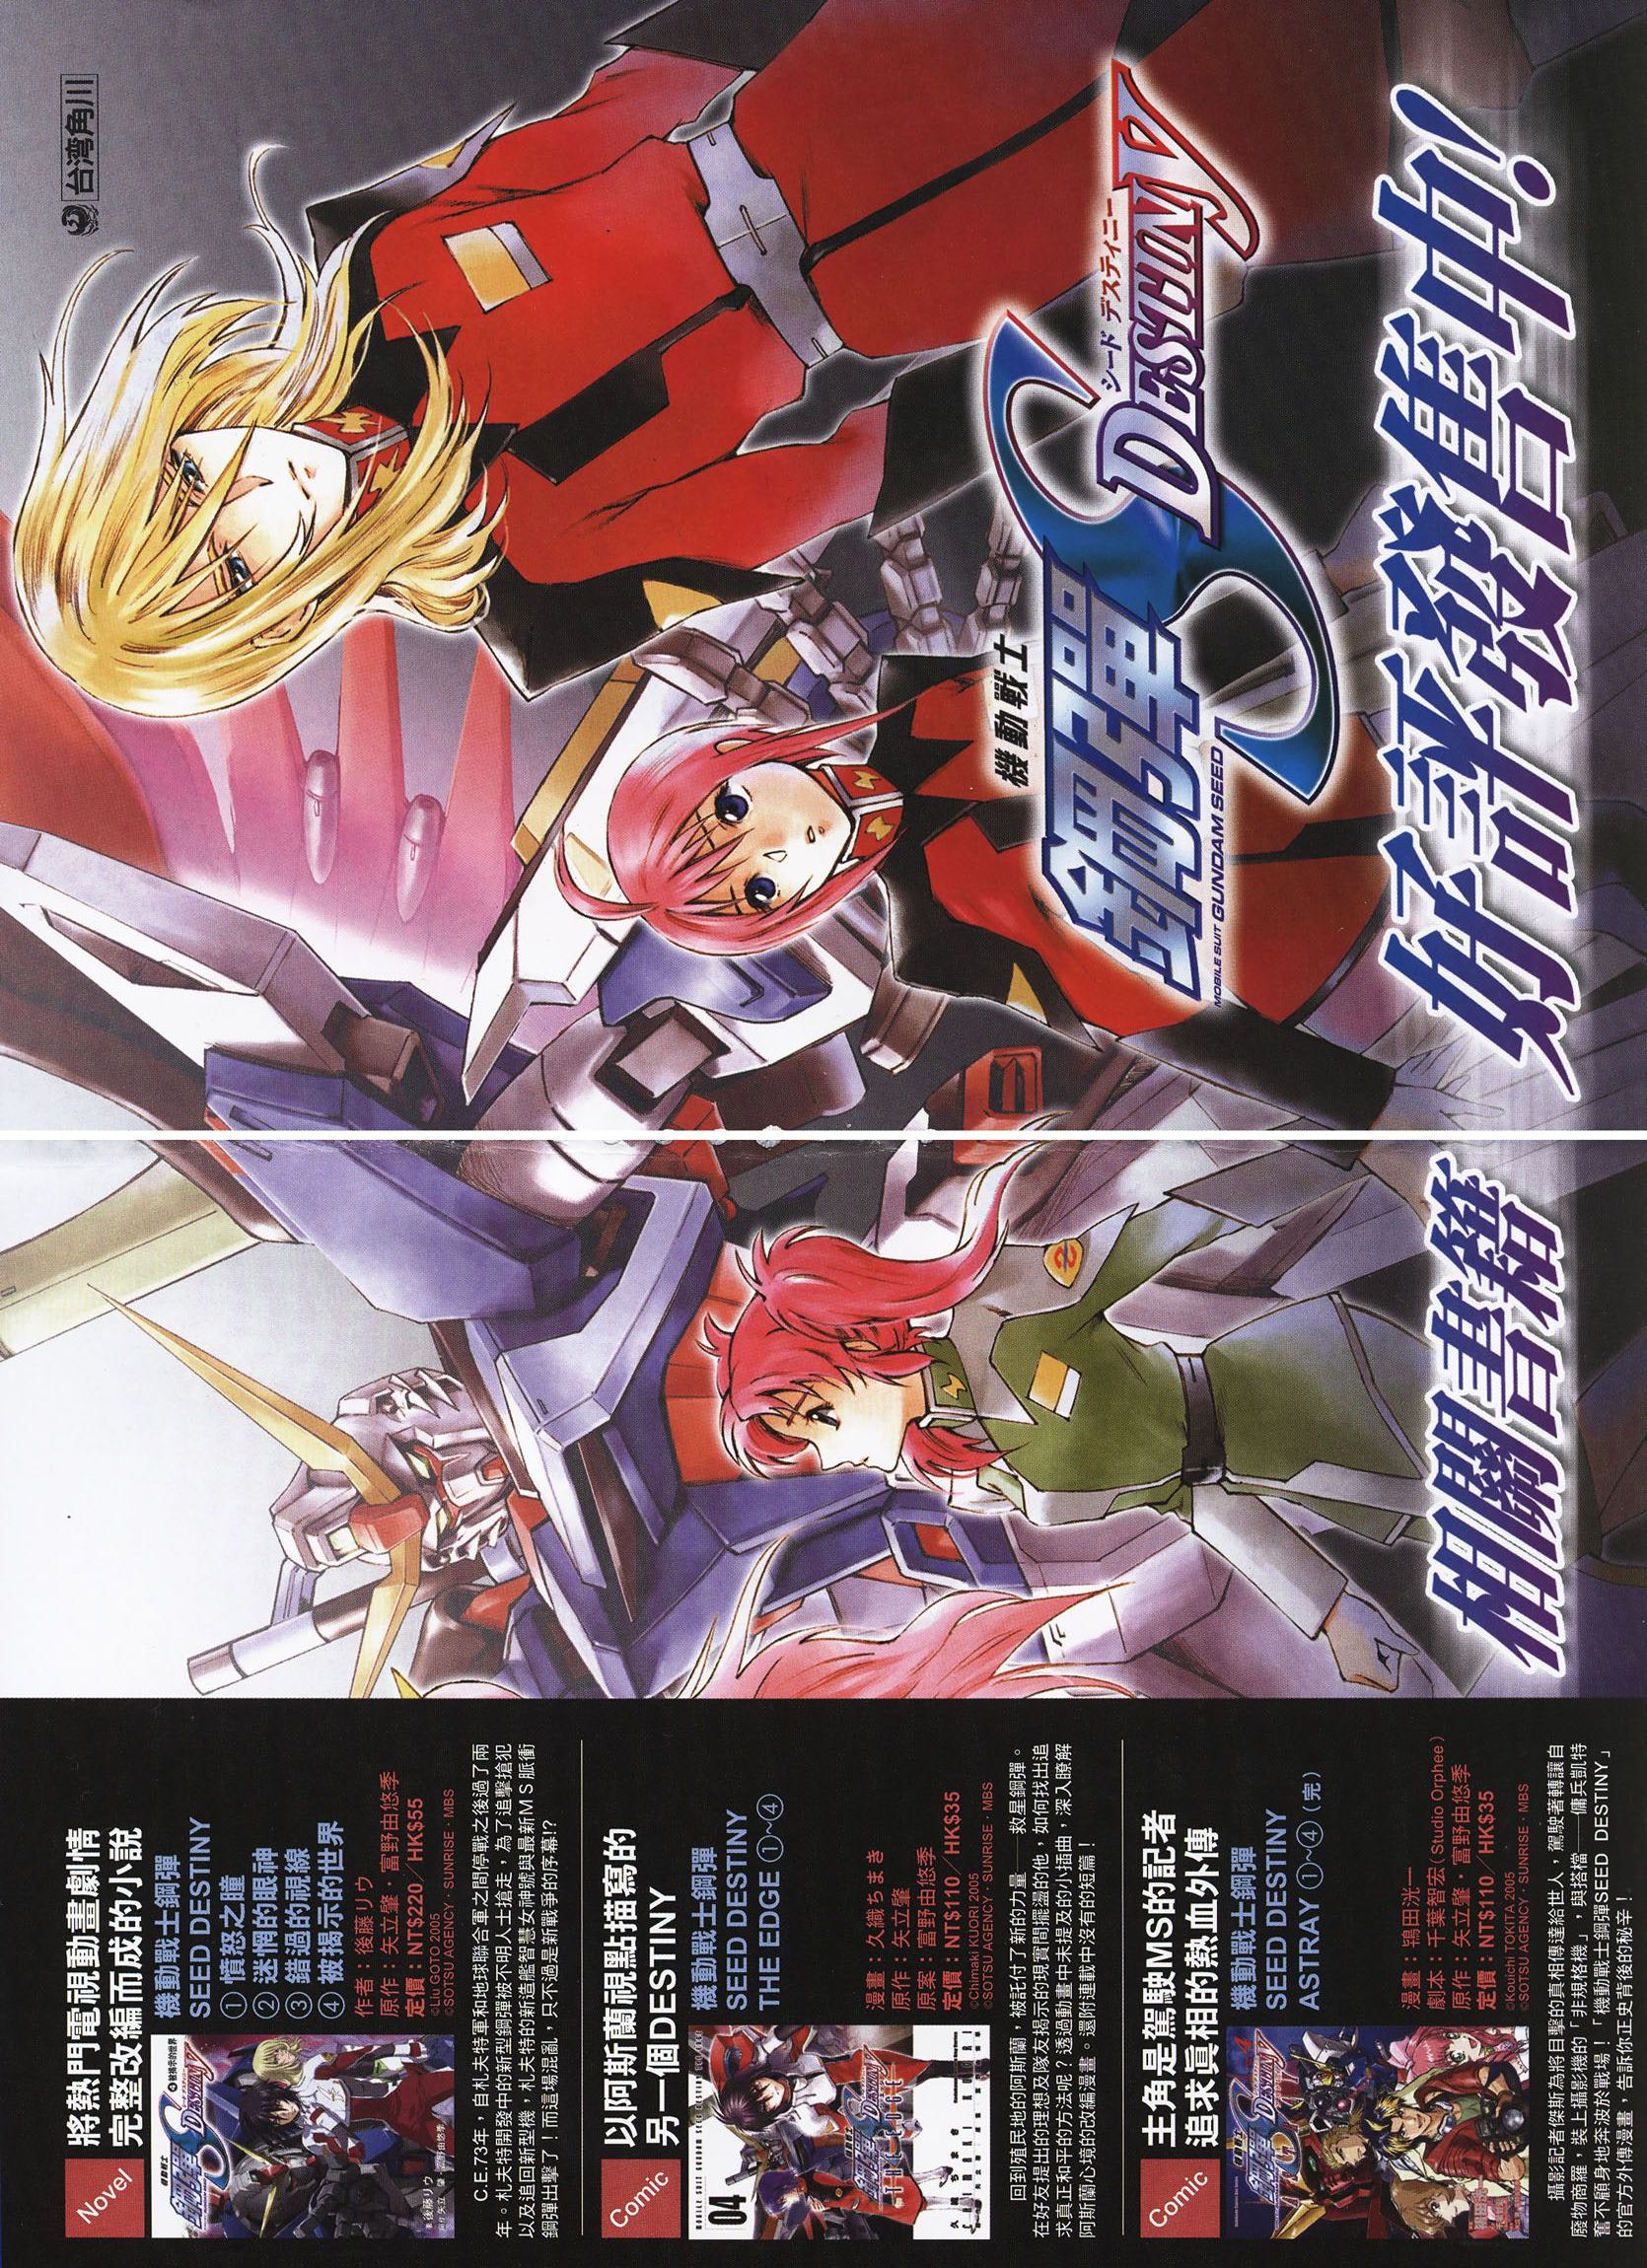 相關書籍
好評熱烈發售中!
台灣角川
機動戰士
鋼彈
SEED DESTINY
シード デスティニー
MOBILE SUIT GUNDAM SEED
Novel
將熱門電視動畫劇情
完整改編而成的小說
機動戰士鋼彈
SEED DESTINY
①憤怒之瞳
②迷惘的眼神
③錯過的視線
④被揭示的世界
作者:後藤リウ
原作:矢立肇・富野由悠季
定價:NT$220/HK$55
©Liu GOTO 2005
©SOTSU AGENCY・SUNRISE・MBS
C.E.73年,自札夫特軍和地球聯合軍之間停戰之後過了兩
年。札夫特開發中的新型鋼彈被不明人士搶走,為了追擊搶犯
以及追回新型機,札夫特的新造艦智慧女神號與最新MS脈衝
鋼彈出擊了!而這場混亂,只不過是新戰爭的序幕!?
Comic
以阿斯蘭視點描寫的
另一個DESTINY
機動戰士鋼彈
SEED DESTINY
THE EDGE ①~④
漫畫:久織ちまき
原作:矢立肇
原案:富野由悠季
定價:NT$110/HK$35
©Chimaki KUORI 2005
©SOTSU AGENCY・SUNRISE・MBS
回到殖民地的阿斯蘭,被託付了新的力量——救星鋼彈。
在好友提出的理想及隊友揭示的現實間擺盪的他,如何找出追
求真正和平的方法呢?透過動畫中未提及的小插曲,深入瞭解
阿斯蘭心境的改編漫畫。還附連載中沒有的短篇!
04
Comic
主角是駕駛MS的記者
追求真相的熱血外傳
機動戰士鋼彈
SEED DESTINY
ASTRAY ①~④(完)
漫畫:鴇田洸一
劇本:千葉智宏(Studio Orphee)
原作:矢立肇・富野由悠季
定價:NT$110/HK$35
©Kouichi TOKITA 2005
©SOTSU AGENCY・SUNRISE・MBS
攝影記者傑斯為將目擊的真相傳達給世人,駕駛著轉讓自
廢物商羅,裝上攝影機的「非規格機」,與搭檔——傭兵凱特
奮不顧身地奔波於戰場!「機動戰士鋼彈SEED DESTINY」
的官方外傳漫畫,告訴你正史背後的秘辛!